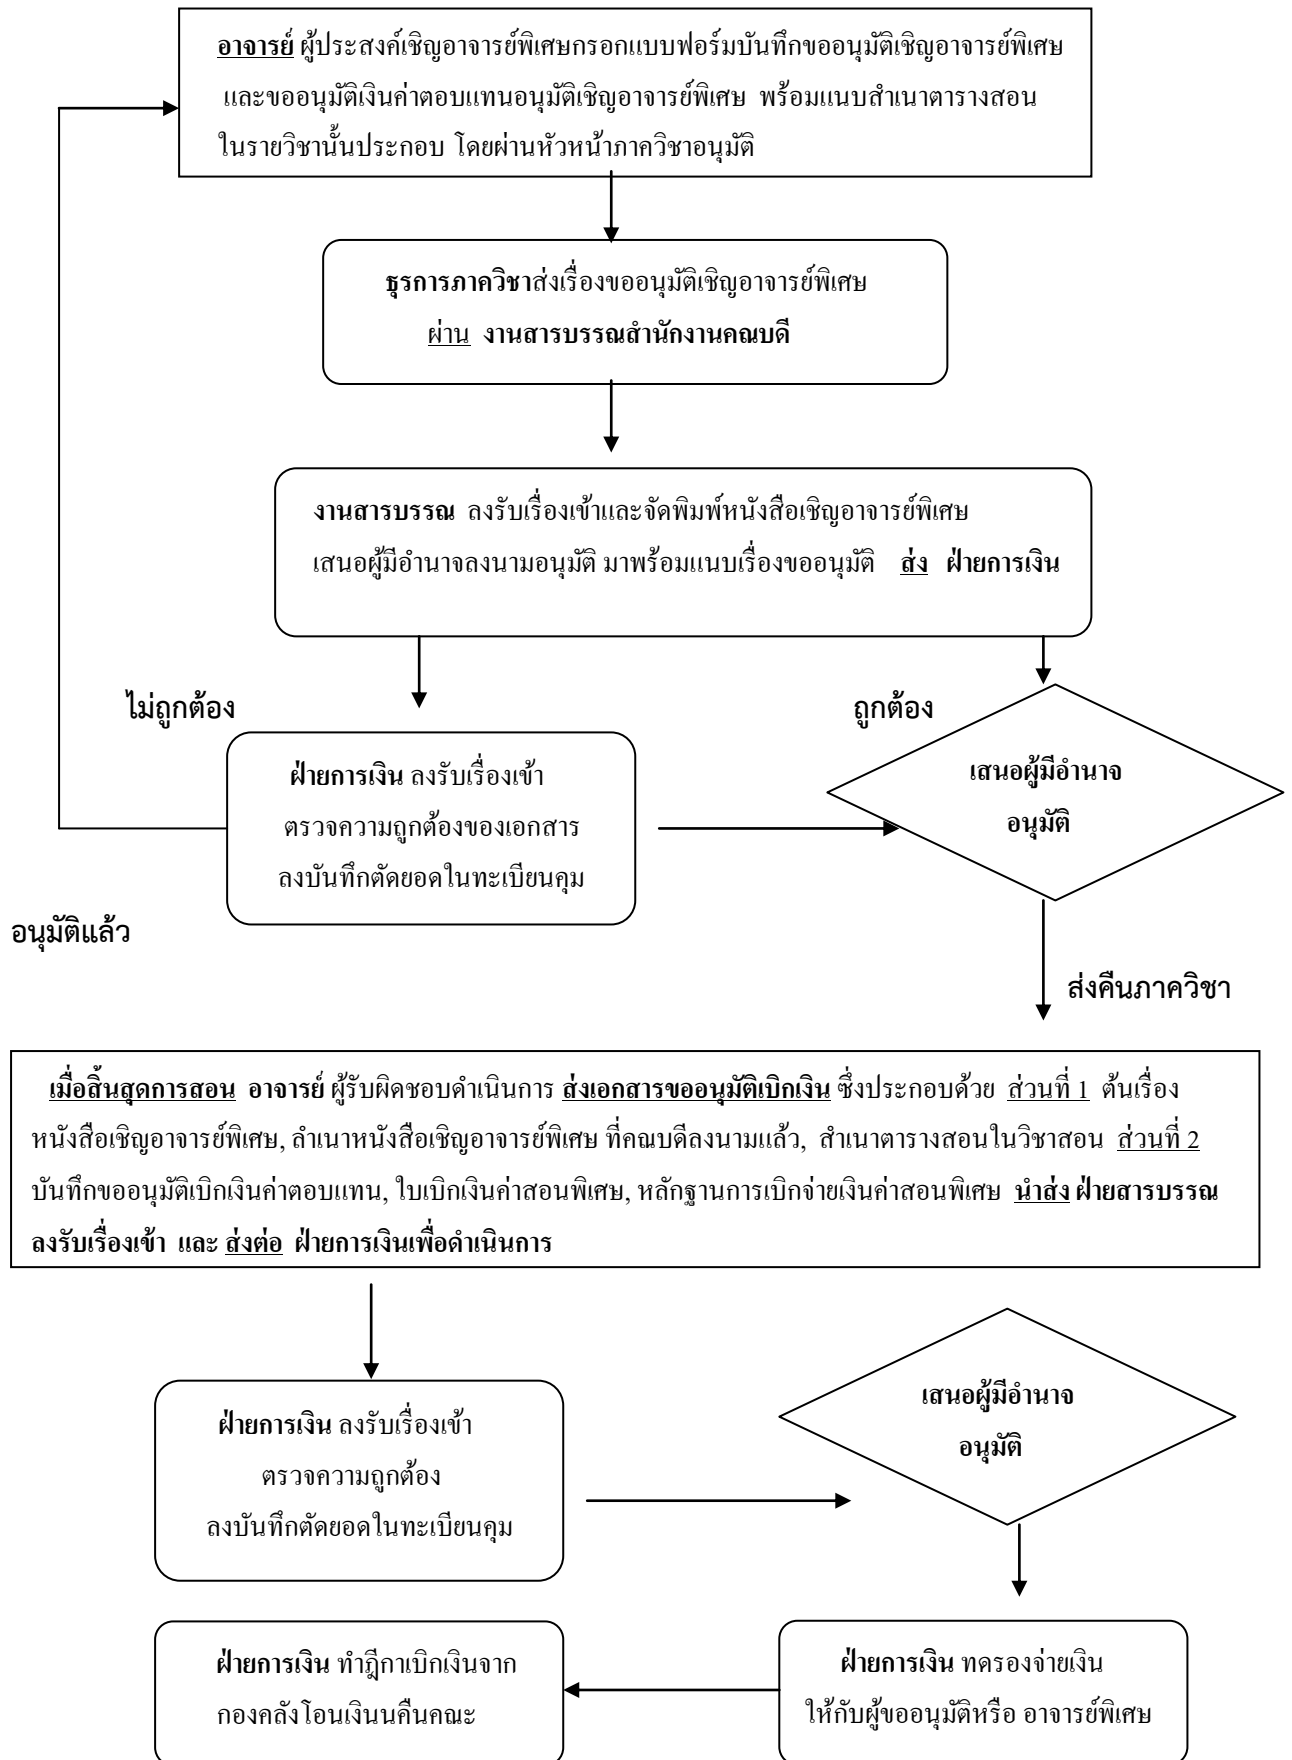 อาจารย์ ผู้ประสงค์เชิญอาจารย์พิเศษกรอกแบบฟอร์มบันทึกขออนุมัติเชิญอาจารย์พิเศษ
และขออนุมัติเงินค่าตอบแทนอนุมัติเชิญอาจารย์พิเศษ พร้อมแนบสำเนาตารางสอน
ในรายวิชานั้นประกอบ โดยผ่านหัวหน้าภาควิชาอนุมัติ
ธุรการภาควิชาส่งเรื่องขออนุมัติเชิญอาจารย์พิเศษ
ผ่าน งานสารบรรณสำนักงานคณบดี
งานสารบรรณ ลงรับเรื่องเข้าและจัดพิมพ์หนังสือเชิญอาจารย์พิเศษ
เสนอผู้มีอำนาจลงนามอนุมัติ มาพร้อมแนบเรื่องขออนุมัติ ส่ง ฝ่ายการเงิน
ไม่ถูกต้อง
ถูกต้อง
ฝ่ายการเงิน ลงรับเรื่องเข้า
ตรวจความถูกต้องของเอกสาร
ลงบันทึกตัดยอดในทะเบียนคุม
เสนอผู้มีอำนาจ
อนุมัติ
อนุมัติแล้ว
ส่งคืนภาควิชา
เมื่อสิ้นสุดการสอน อาจารย์ ผู้รับผิดชอบดำเนินการ ส่งเอกสารขออนุมัติเบิกเงิน ซึ่งประกอบด้วย ส่วนที่ 1 ต้นเรื่อง
หนังสือเชิญอาจารย์พิเศษ, ลำเนาหนังสือเชิญอาจารย์พิเศษ ที่คณบดีลงนามแล้ว, สำเนาตารางสอนในวิชาสอน ส่วนที่ 2
บันทึกขออนุมัติเบิกเงินค่าตอบแทน, ใบเบิกเงินค่าสอนพิเศษ, หลักฐานการเบิกจ่ายเงินค่าสอนพิเศษ นำส่ง ฝ่ายสารบรรณ
ลงรับเรื่องเข้า และ ส่งต่อ ฝ่ายการเงินเพื่อดำเนินการ
ฝ่ายการเงิน ลงรับเรื่องเข้า
ตรวจความถูกต้อง
ลงบันทึกตัดยอดในทะเบียนคุม
เสนอผู้มีอำนาจ
อนุมัติ
ฝ่ายการเงิน ทำฎีกาเบิกเงินจาก
กองคลังโอนเงินนคืนคณะ
ฝ่ายการเงิน ทดรองจ่ายเงิน
ให้กับผู้ขออนุมัติหรือ อาจารย์พิเศษ